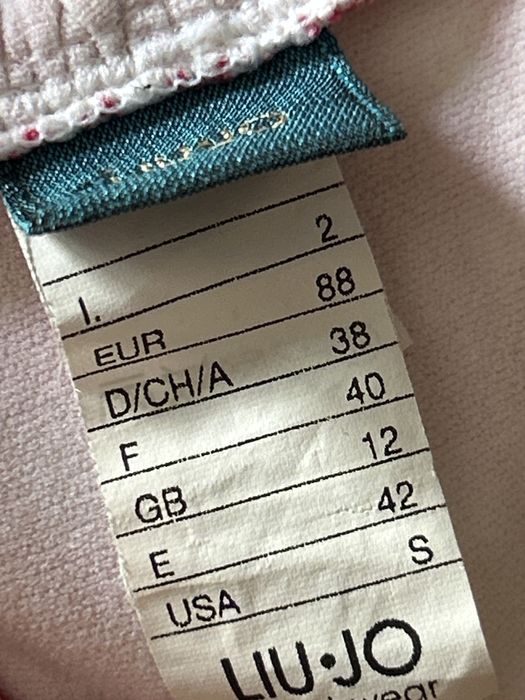 I. 2
EUR 88
D/CH/A 38
F 40
GB 12
E 42
USA S
LIU·JO